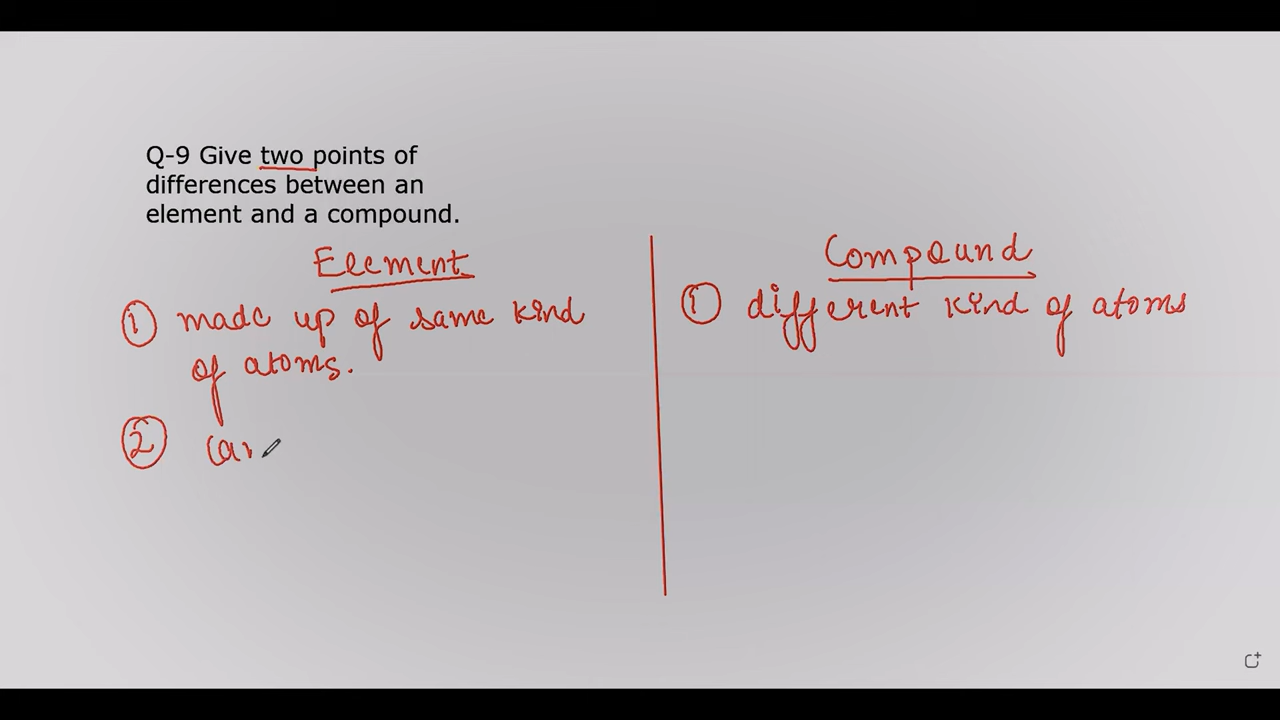 Q-9 Give two points of
differences between an
element and a compound.
Element
Compound
① made up of same kind
of atoms.
① different kind of atoms
②